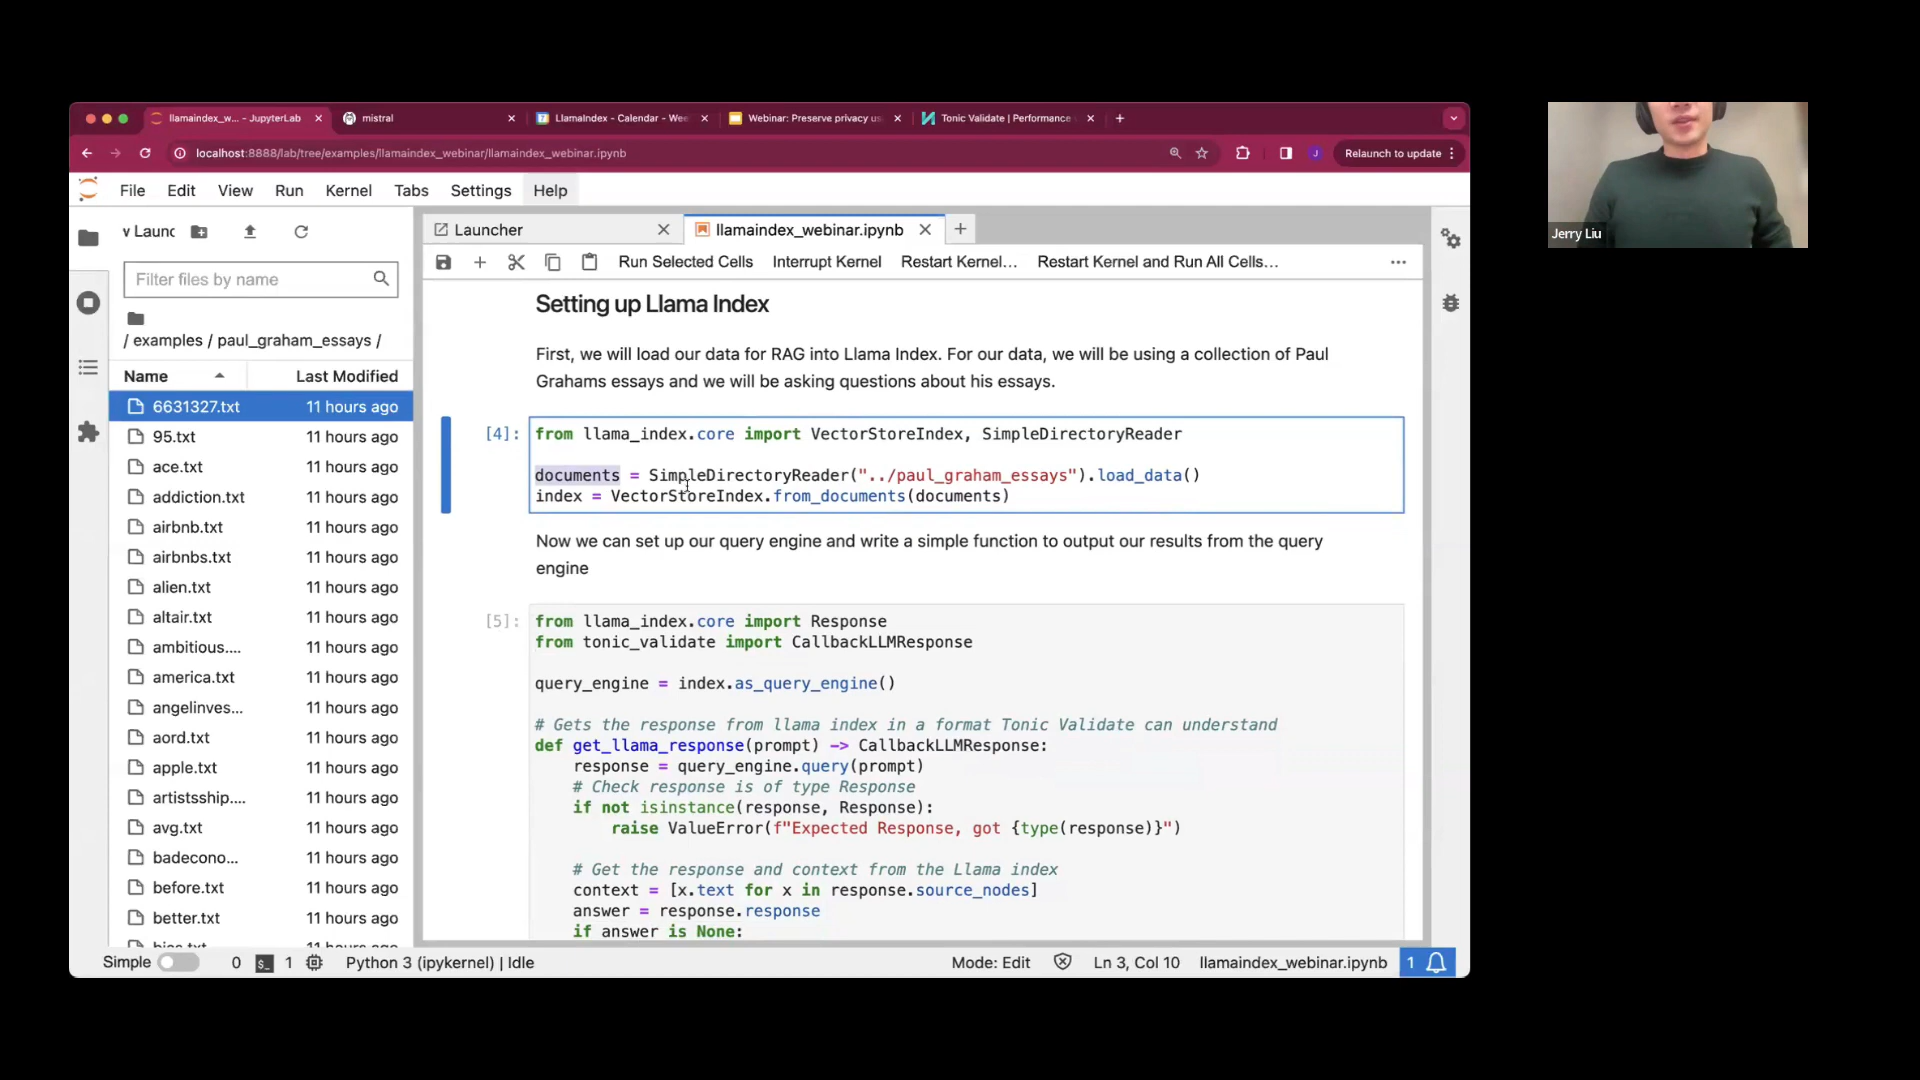 llamaindex_w... - JupyterLab
mistral
LlamaIndex - Calendar - Wee
Webinar: Preserve privacy us
Tonic Validate | Performance
localhost:8888/lab/tree/examples/llamaindex_webinar/llamaindex_webinar.ipynb
J
Relaunch to update
File Edit View Run Kernel Tabs Settings Help
Launcher
llamaindex_webinar.ipynb
Run Selected Cells Interrupt Kernel Restart Kernel... Restart Kernel and Run All Cells...
Filter files by name
/ examples / paul_graham_essays /
Name Last Modified
6631327.txt 11 hours ago
95.txt 11 hours ago
ace.txt 11 hours ago
addiction.txt 11 hours ago
airbnb.txt 11 hours ago
airbnbs.txt 11 hours ago
alien.txt 11 hours ago
altair.txt 11 hours ago
ambitious.... 11 hours ago
america.txt 11 hours ago
angelinves... 11 hours ago
aord.txt 11 hours ago
apple.txt 11 hours ago
artistsship.... 11 hours ago
avg.txt 11 hours ago
badecono... 11 hours ago
before.txt 11 hours ago
better.txt 11 hours ago
Setting up Llama Index
First, we will load our data for RAG into Llama Index. For our data, we will be using a collection of Paul
Grahams essays and we will be asking questions about his essays.
[4]: from llama_index.core import VectorStoreIndex, SimpleDirectoryReader
documents = SimpleDirectoryReader("../paul_graham_essays").load_data()
index = VectorStoreIndex.from_documents(documents)
Now we can set up our query engine and write a simple function to output our results from the query
engine
[5]: from llama_index.core import Response
from tonic_validate import CallbackLLMResponse
query_engine = index.as_query_engine()
# Gets the response from llama index in a format Tonic Validate can understand
def get_llama_response(prompt) -> CallbackLLMResponse:
response = query_engine.query(prompt)
# Check response is of type Response
if not isinstance(response, Response):
raise ValueError(f"Expected Response, got {type(response)}")
# Get the response and context from the Llama index
context = [x.text for x in response.source_nodes]
answer = response.response
if answer is None:
Simple 0 1 Python 3 (ipykernel) | Idle Mode: Edit Ln 3, Col 10 llamaindex_webinar.ipynb 1
Jerry Liu